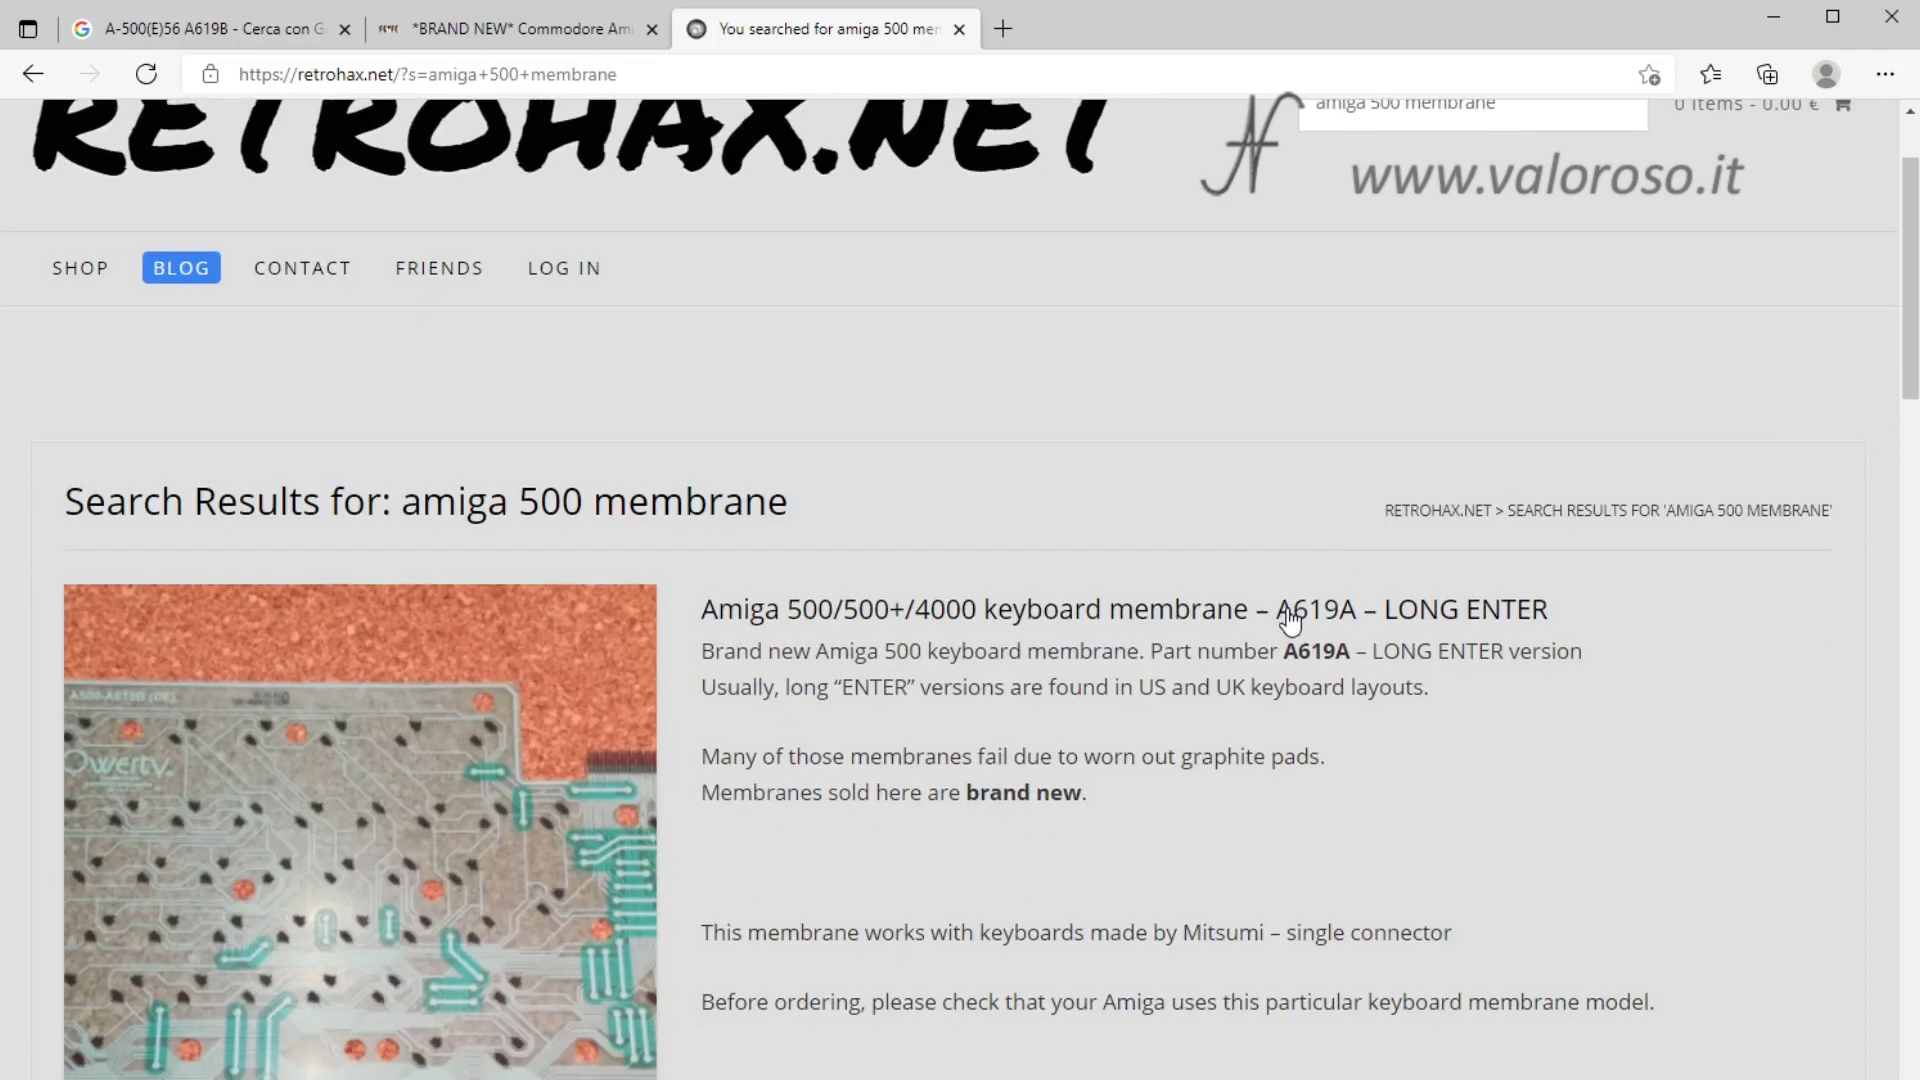 A-500(E)56 A619B - Cerca con G
*BRAND NEW* Commodore Ami
You searched for amiga 500 mem
https://retrohax.net/?s=amiga+500+membrane
RETROHAX.NET
amiga 500 membrane
0 items - 0.00 €
www.valoroso.it
SHOP
BLOG
CONTACT
FRIENDS
LOG IN
Search Results for: amiga 500 membrane
RETROHAX.NET > SEARCH RESULTS FOR 'AMIGA 500 MEMBRANE'
Amiga 500/500+/4000 keyboard membrane – A619A – LONG ENTER
Brand new Amiga 500 keyboard membrane. Part number A619A – LONG ENTER version
Usually, long “ENTER” versions are found in US and UK keyboard layouts.
Many of those membranes fail due to worn out graphite pads.
Membranes sold here are brand new.
This membrane works with keyboards made by Mitsumi – single connector
Before ordering, please check that your Amiga uses this particular keyboard membrane model.
A500-A619B (DE)
Qwerty.